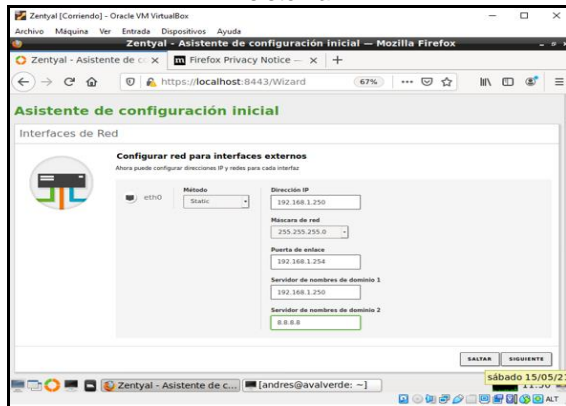 Zentyal [Corriendo] - Oracle VM VirtualBox
Archivo Máquina Ver Entrada Dispositivos Ayuda
Zentyal - Asistente de configuración inicial — Mozilla Firefox
Zentyal - Asistente de c
Firefox Privacy Notice —
https://localhost:8443/Wizard
67%
Asistente de configuración inicial
Interfaces de Red
Configurar red para interfaces externos
Ahora puede configurar direcciones IP y redes para cada interfaz
eth0
Método
Static
Dirección IP
192.168.1.250
Máscara de red
255.255.255.0
Puerta de enlace
192.168.1.254
Servidor de nombres de dominio 1
192.168.1.250
Servidor de nombres de dominio 2
8.8.8.8
SALTAR
SIGUIENTE
sábado 15/05/21
Zentyal - Asistente de c...
[andres@avalverde: ~]
ALT